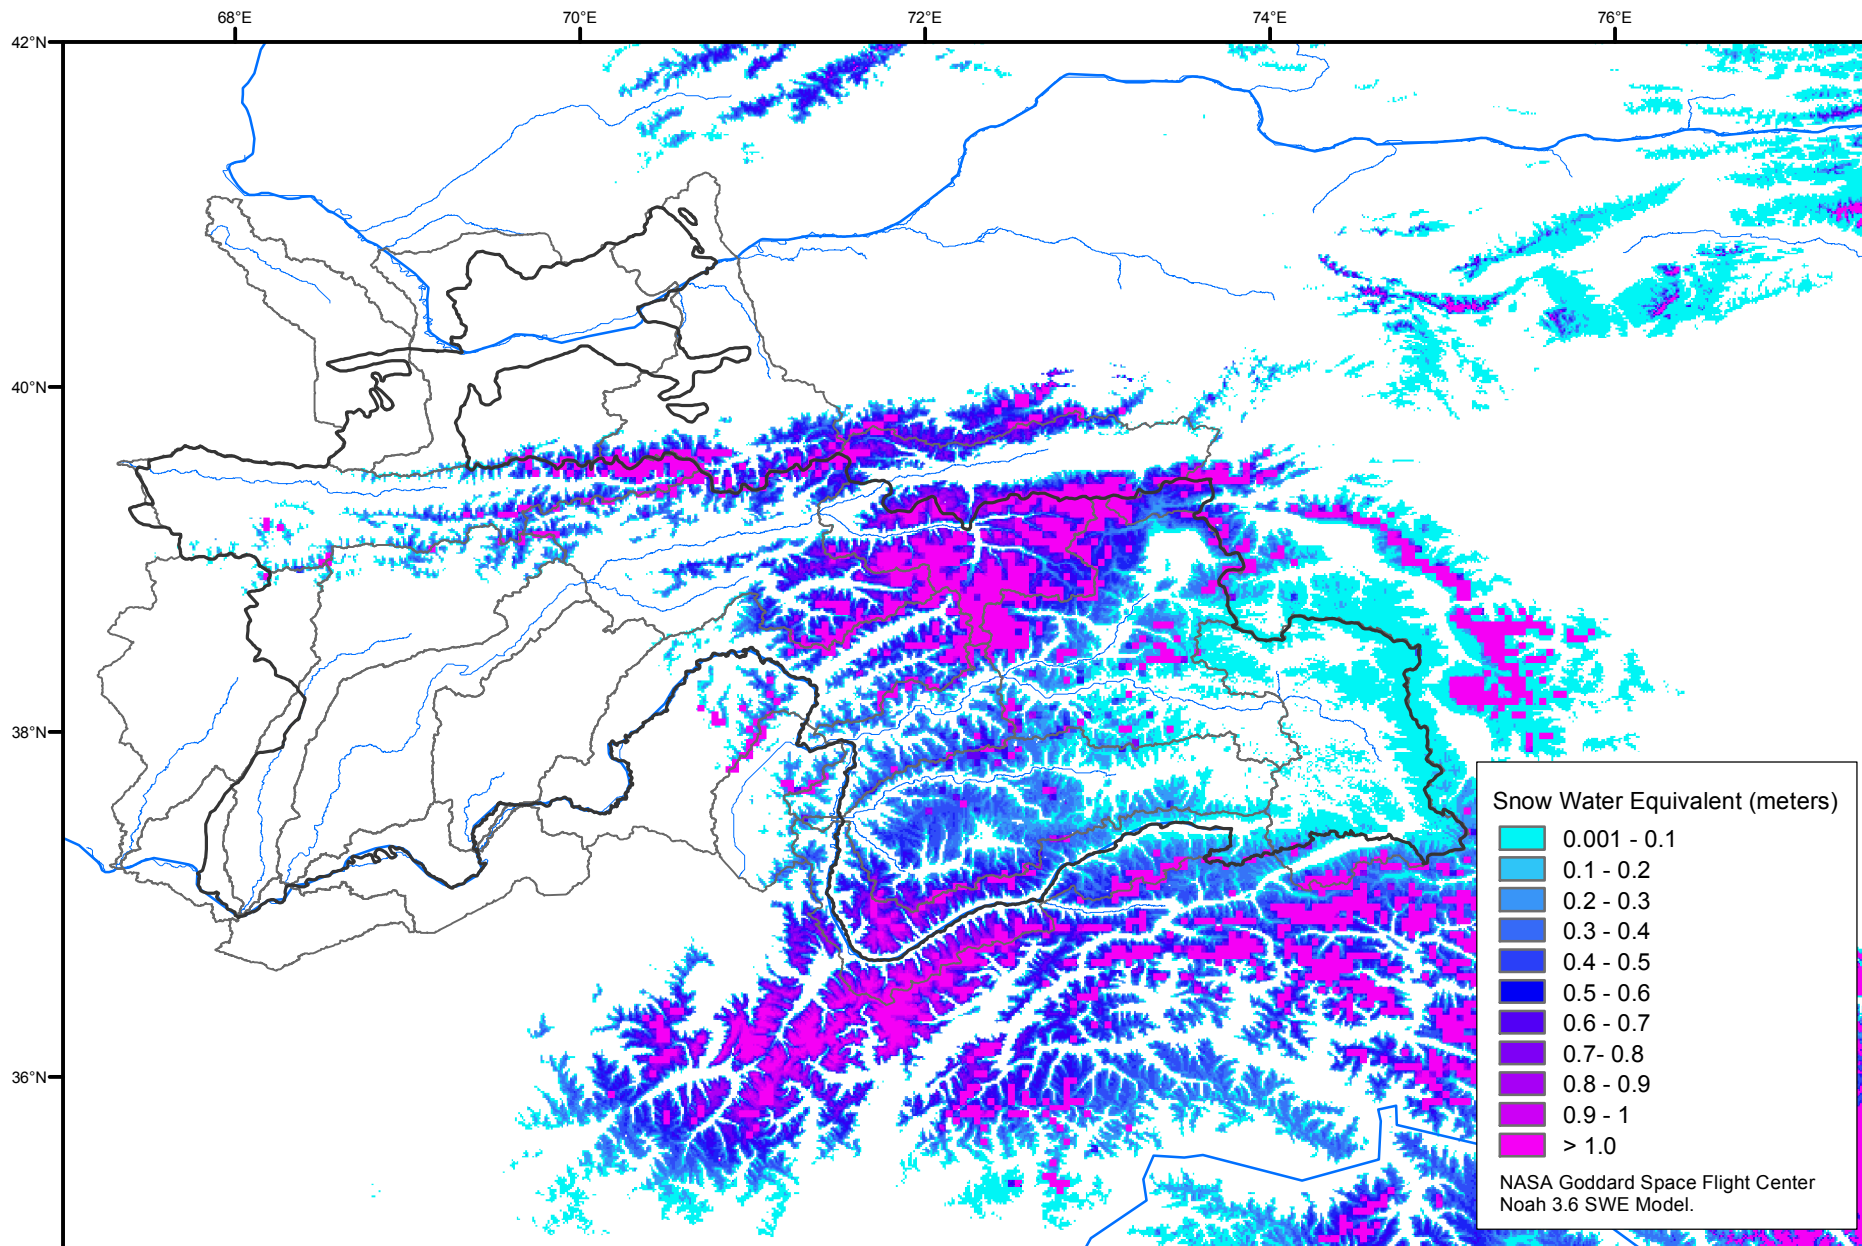 68°E
70°E
72°E
74°E
76°E
42°N
40°N
38°N
36°N
Snow Water Equivalent (meters)
0.001 - 0.1
0.1 - 0.2
0.2 - 0.3
0.3 - 0.4
0.4 - 0.5
0.5 - 0.6
0.6 - 0.7
0.7- 0.8
0.8 - 0.9
0.9 - 1
> 1.0
NASA Goddard Space Flight Center
Noah 3.6 SWE Model.